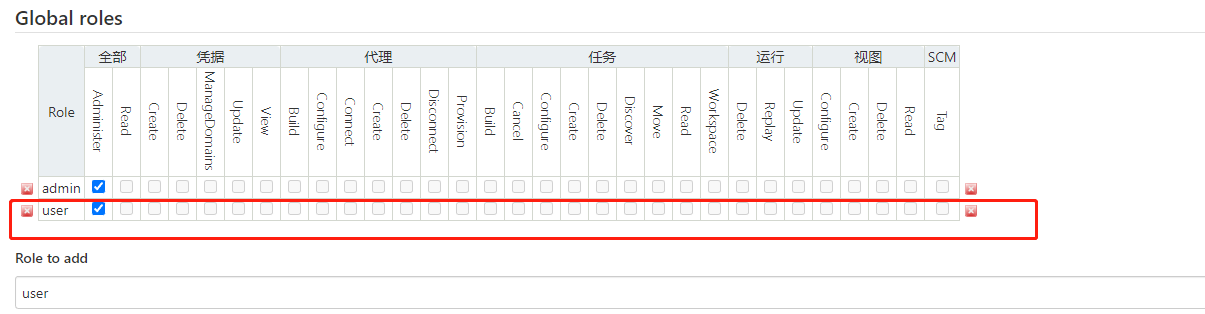 Global roles
全部 凭据 代理 任务 运行 视图 SCM
Role Administer Read Create Delete ManageDomains Update View Build Configure Connect Create Delete Disconnect Provision Build Cancel Configure Create Delete Discover Move Read Workspace Delete Replay Update Configure Create Delete Read Tag
admin
user
Role to add
user